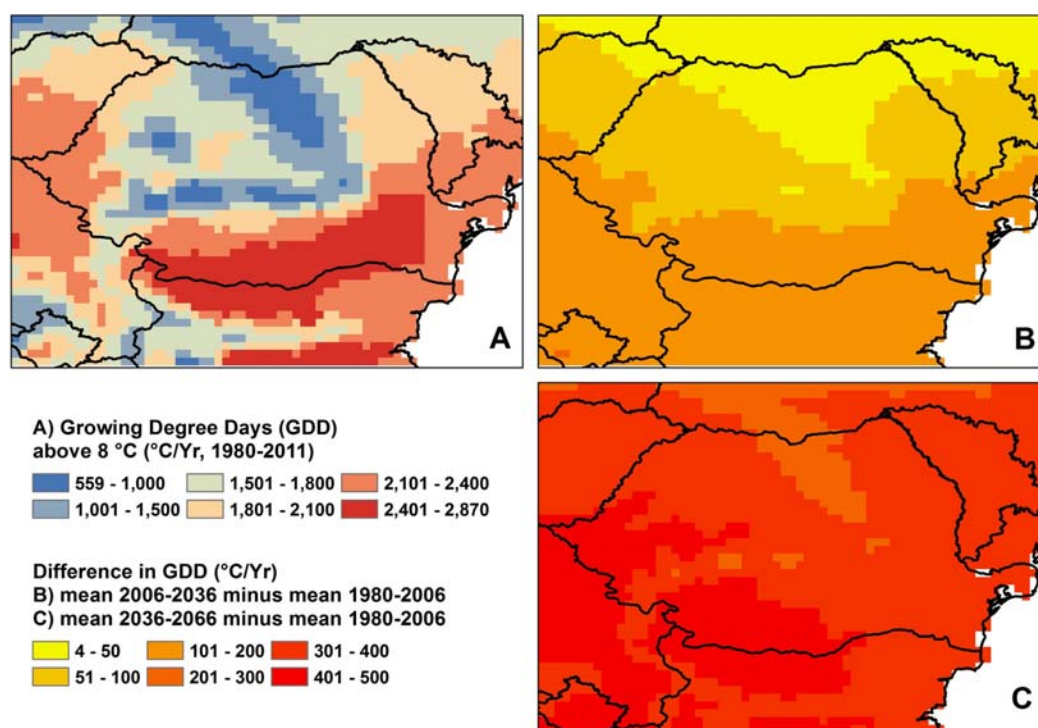 A
B
A) Growing Degree Days (GDD)
above 8 °C (°C/Yr, 1980-2011)
559 - 1,000
1,501 - 1,800
2,101 - 2,400
1,001 - 1,500
1,801 - 2,100
2,401 - 2,870
Difference in GDD (°C/Yr)
B) mean 2006-2036 minus mean 1980-2006
C) mean 2036-2066 minus mean 1980-2006
4 - 50
101 - 200
301 - 400
51 - 100
201 - 300
401 - 500
C